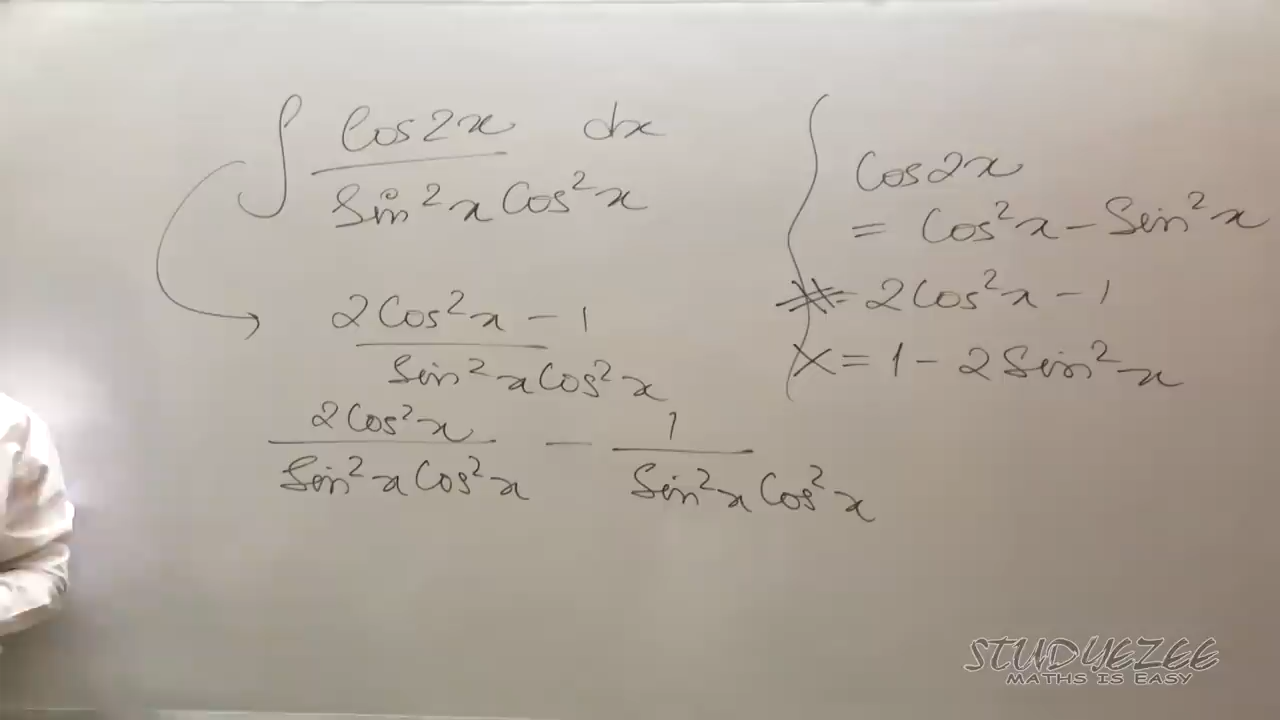 ∫ Cos2x / Sin²x Cos²x dx
2Cos²x − 1 / Sin²x Cos²x
2Cos²x / Sin²x Cos²x − 1 / Sin²x Cos²x
Cos2x
= Cos²x − Sin²x
= 2Cos²x − 1
X = 1 − 2Sin²x
STUDYEZEE
MATHS IS EASY